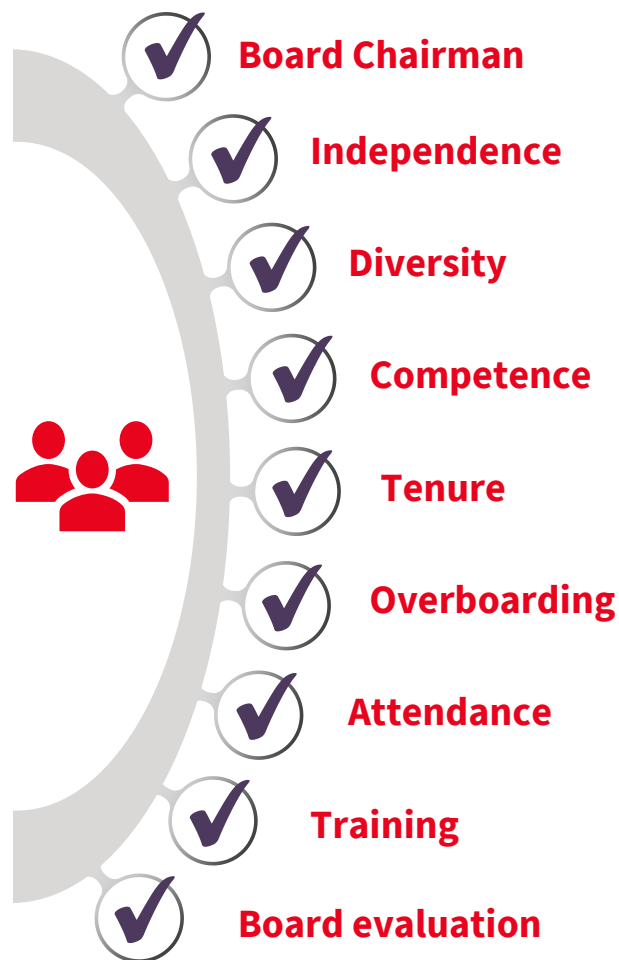 Board Chairman
Independence
Diversity
Competence
Tenure
Overboarding
Attendance
Training
Board evaluation